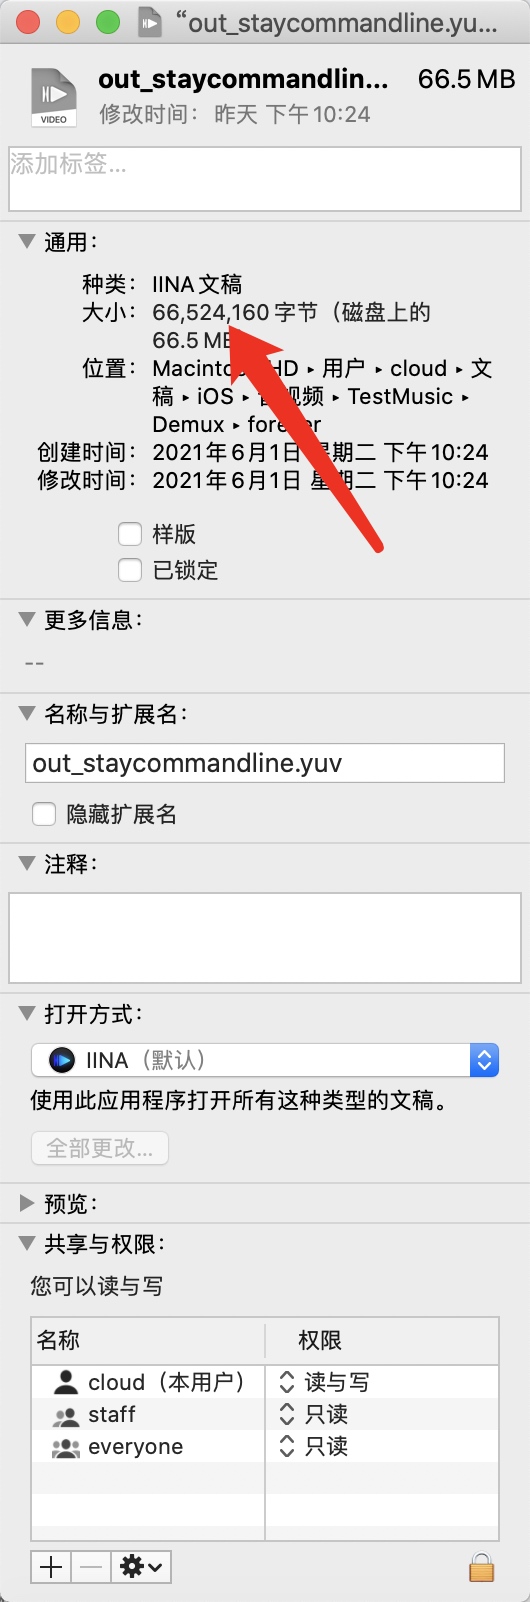 “out_staycommandline.yu...
out_staycommandlin... 66.5 MB
修改时间： 昨天 下午10:24
VIDEO
添加标签...
通用：
种类： IINA 文稿
大小： 66,524,160 字节（磁盘上的
66.5 MB
位置： Macintosh HD ▸ 用户 ▸ cloud ▸ 文
稿 ▸ iOS ▸ 视频 ▸ TestMusic ▸
Demux ▸ forever
创建时间： 2021年6月1日 星期二 下午10:24
修改时间： 2021年6月1日 星期二 下午10:24
样版
已锁定
更多信息：
--
名称与扩展名：
out_staycommandline.yuv
隐藏扩展名
注释：
打开方式：
IINA（默认）
使用此应用程序打开所有这种类型的文稿。
全部更改...
预览：
共享与权限：
您可以读与写
名称 权限
cloud（本用户） 读与写
staff 只读
everyone 只读